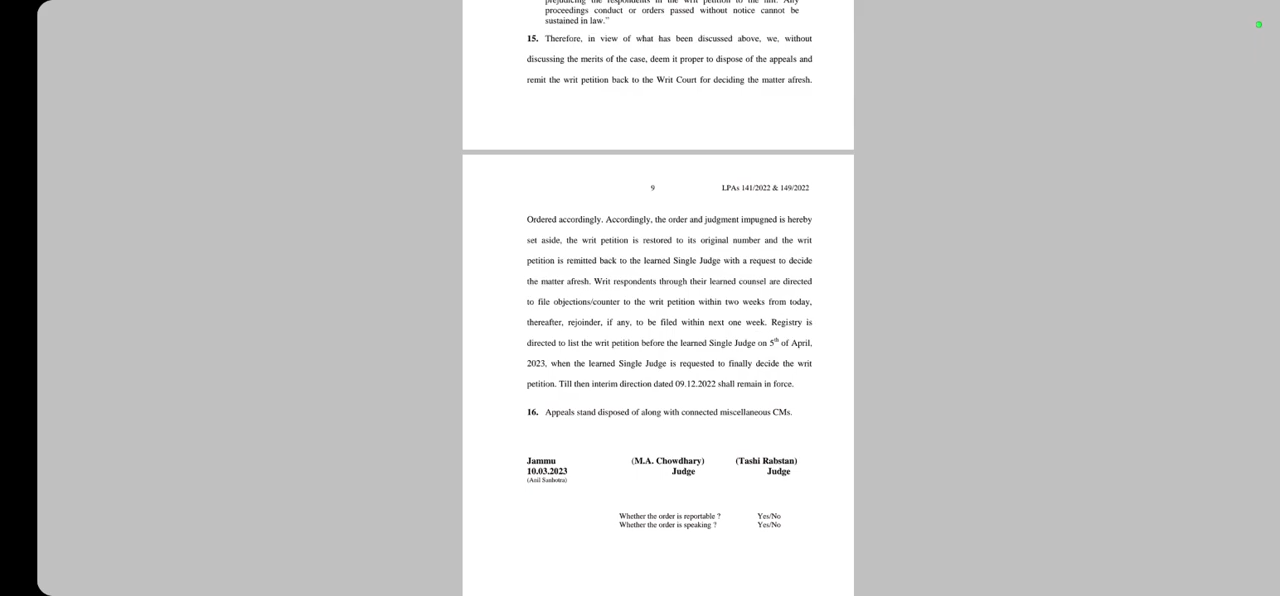 proceedings conduct or orders passed without notice cannot be
sustained in law."
15. Therefore, in view of what has been discussed above, we, without
discussing the merits of the case, deem it proper to dispose of the appeals and
remit the writ petition back to the Writ Court for deciding the matter afresh.
9 LPAs 141/2022 & 149/2022
Ordered accordingly. Accordingly, the order and judgment impugned is hereby
set aside, the writ petition is restored to its original number and the writ
petition is remitted back to the learned Single Judge with a request to decide
the matter afresh. Writ respondents through their learned counsel are directed
to file objections/counter to the writ petition within two weeks from today,
thereafter, rejoinder, if any, to be filed within next one week. Registry is
directed to list the writ petition before the learned Single Judge on 5th of April,
2023, when the learned Single Judge is requested to finally decide the writ
petition. Till then interim direction dated 09.12.2022 shall remain in force.
16. Appeals stand disposed of along with connected miscellaneous CMs.
Jammu (M.A. Chowdhary) (Tashi Rabstan)
10.03.2023 Judge Judge
(Anil Sanhotra)
Whether the order is reportable ? Yes/No
Whether the order is speaking ? Yes/No